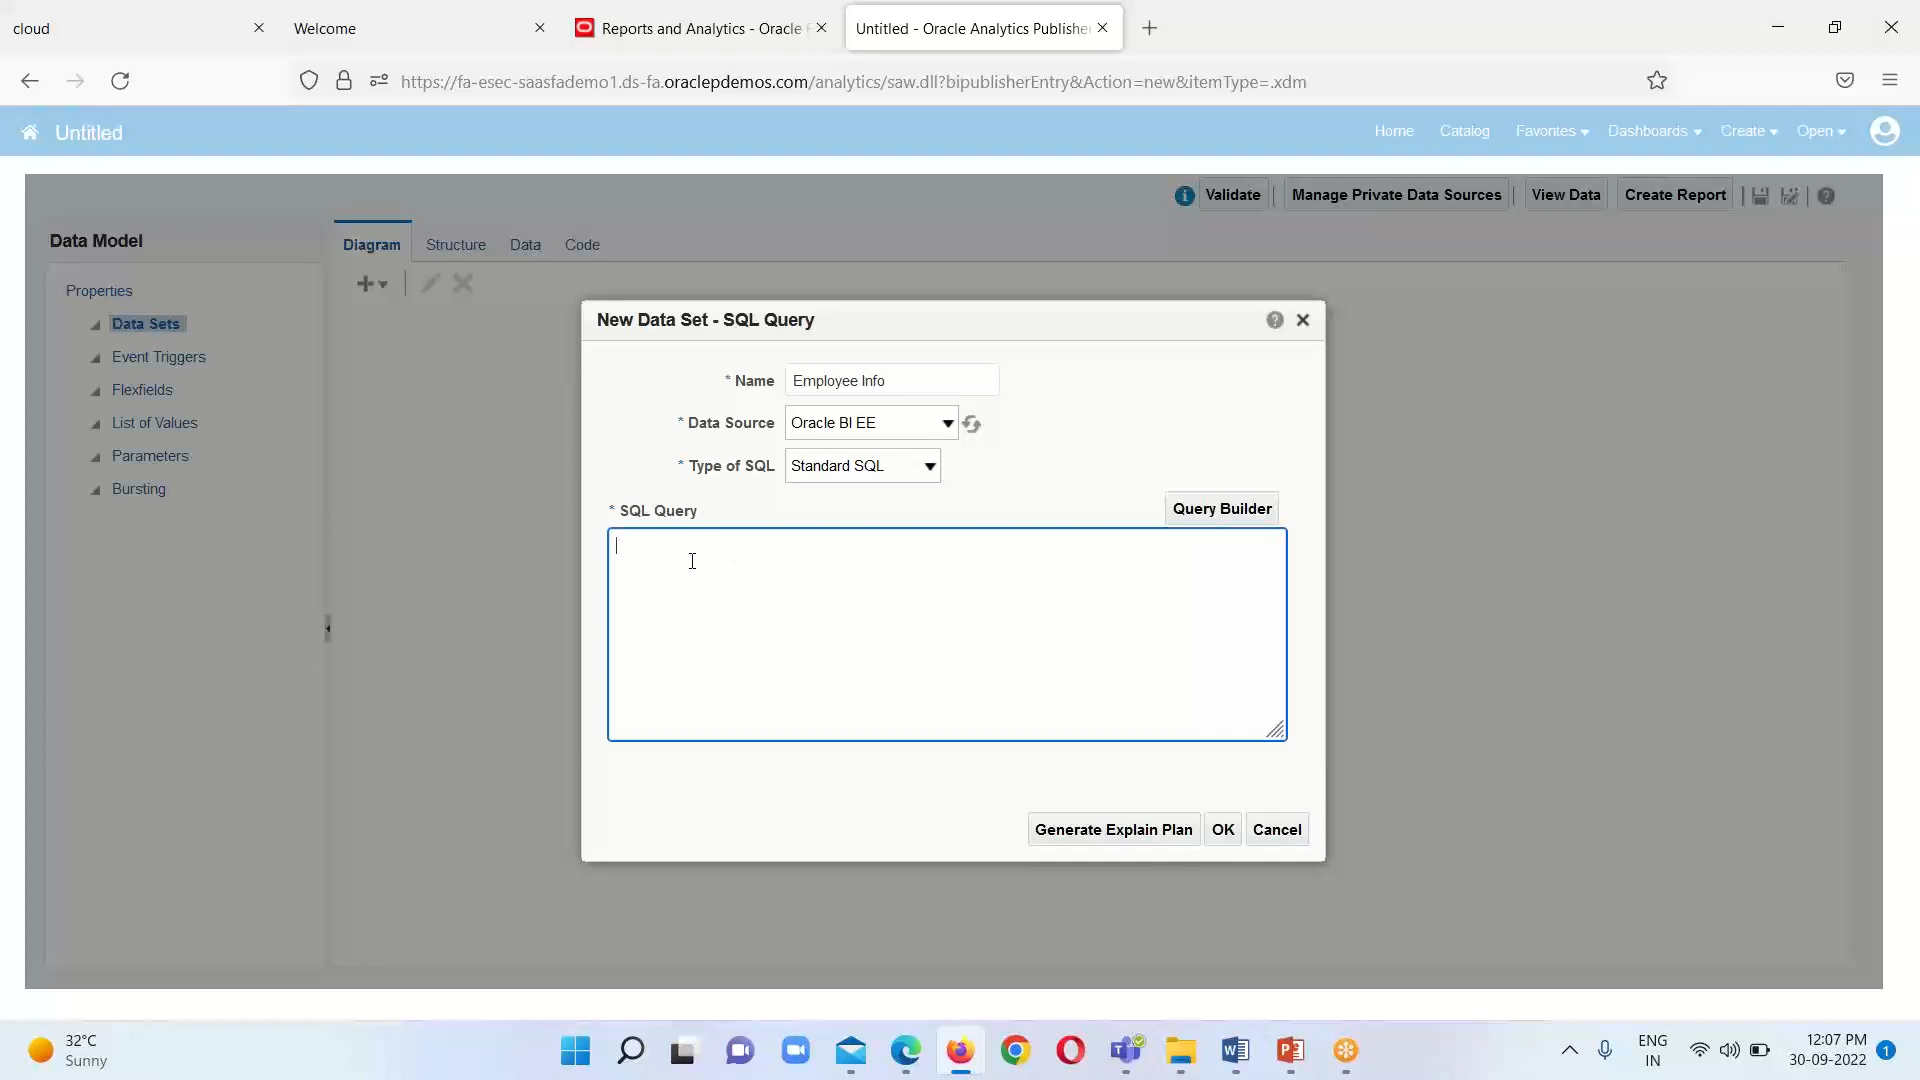 cloud
Welcome
Reports and Analytics - Oracle
Untitled - Oracle Analytics Publishe
https://fa-esec-saasfademo1.ds-fa.oraclepdemos.com/analytics/saw.dll?bipublisherEntry&Action=new&itemType=.xdm
Untitled
Home Catalog Favorites Dashboards Create Open
Validate Manage Private Data Sources View Data Create Report
Data Model
Diagram Structure Data Code
Properties
Data Sets
Event Triggers
Flexfields
List of Values
Parameters
Bursting
New Data Set - SQL Query
* Name Employee Info
* Data Source Oracle BI EE
* Type of SQL Standard SQL
* SQL Query
Query Builder
Generate Explain Plan OK Cancel
32°C
Sunny
ENG
IN
12:07 PM
30-09-2022
1